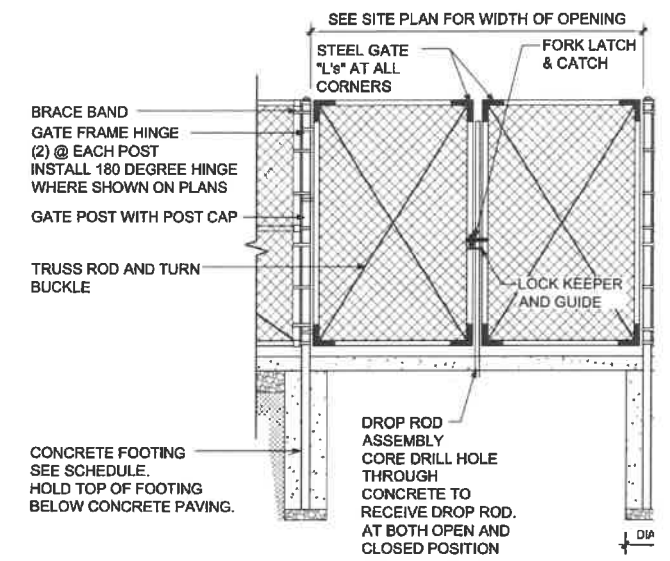 SEE SITE PLAN FOR WIDTH OF OPENING
STEEL GATE
"L's" AT ALL
CORNERS
FORK LATCH
& CATCH
BRACE BAND
GATE FRAME HINGE
(2) @ EACH POST
INSTALL 180 DEGREE HINGE
WHERE SHOWN ON PLANS
GATE POST WITH POST CAP
TRUSS ROD AND TURN
BUCKLE
LOCK KEEPER
AND GUIDE
CONCRETE FOOTING
SEE SCHEDULE.
HOLD TOP OF FOOTING
BELOW CONCRETE PAVING.
DROP ROD
ASSEMBLY
CORE DRILL HOLE
THROUGH
CONCRETE TO
RECEIVE DROP ROD.
AT BOTH OPEN AND
CLOSED POSITION
DIA